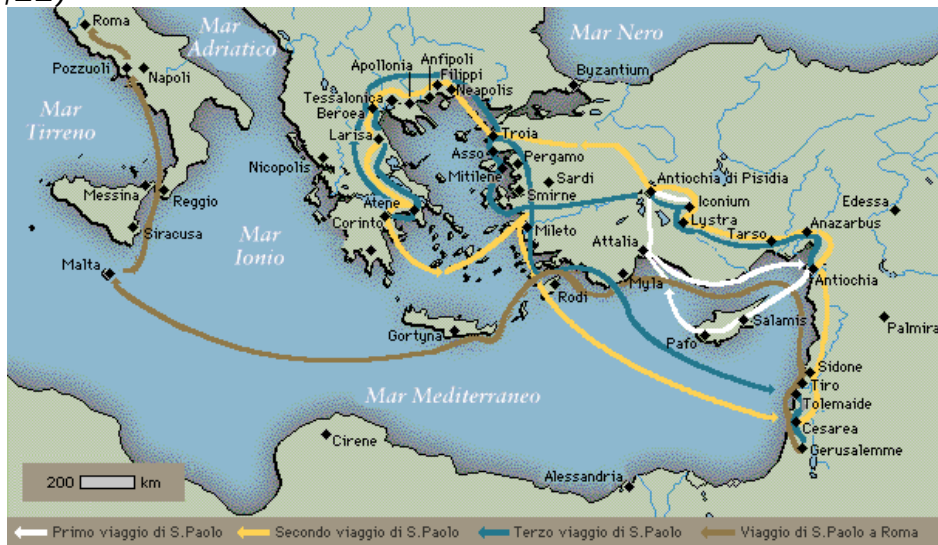 Roma
Mar
Adriatico
Mar Nero
Pozzuoli
Napoli
Apollonia
Anfipoli
Filippi
Neapolis
Byzantium
Tessalonica
Beroea
Mar
Tirreno
Larisa
Troia
Asso
Pergamo
Nicopolis
Mitilene
Sardi
Antiochia di Pisidia
Smirne
Iconium
Edessa
Messina
Reggio
Atene
Lystra
Anazarbus
Corinto
Mileto
Tarso
Siracusa
Mar
Ionio
Attalia
Malta
Myla
Antiochia
Rodi
Salamis
Palmira
Gortyna
Pafo
Sidone
Tiro
Mar Mediterraneo
Tolemaide
Cesarea
Cirene
Gerusalemme
Alessandria
200 km
Primo viaggio di S.Paolo
Secondo viaggio di S.Paolo
Terzo viaggio di S.Paolo
Viaggio di S.Paolo a Roma